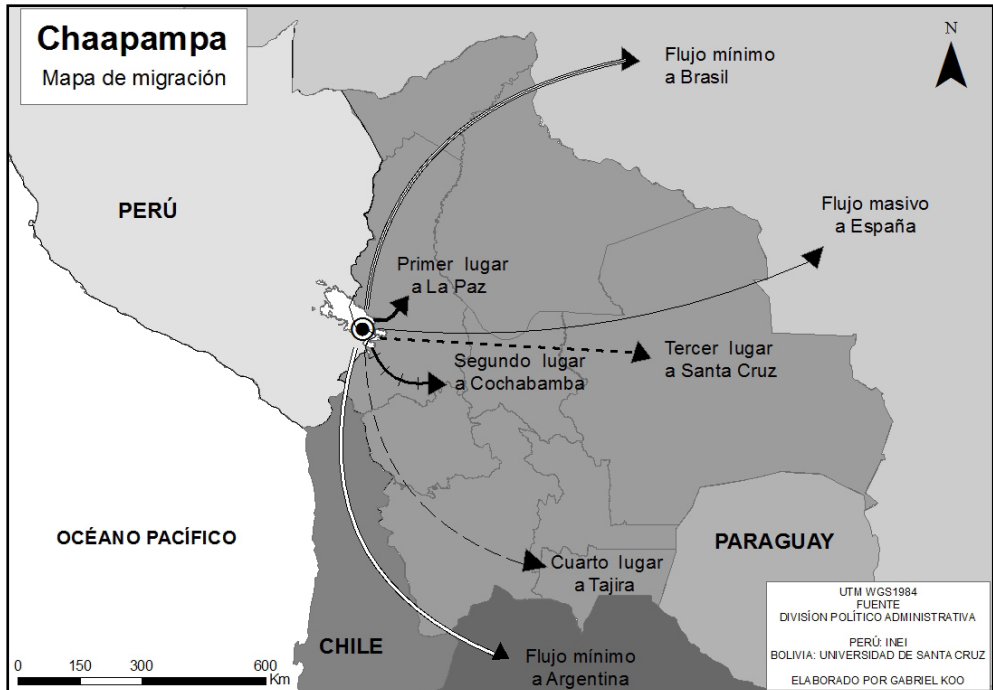 Chaapampa
Mapa de migración
N
Flujo mínimo
a Brasil
PERÚ
Flujo masivo
a España
Primer lugar
a La Paz
Tercer lugar
a Santa Cruz
Segundo lugar
a Cochabamba
OCÉANO PACÍFICO
PARAGUAY
Cuarto lugar
a Tajira
CHILE
Flujo mínimo
a Argentina
0 150 300 600
Km
UTM WGS1984
FUENTE
DIVISÍON POLÍTICO ADMINISTRATIVA
PERÚ: INEI
BOLIVIA: UNIVERSIDAD DE SANTA CRUZ
ELABORADO POR GABRIEL KOO